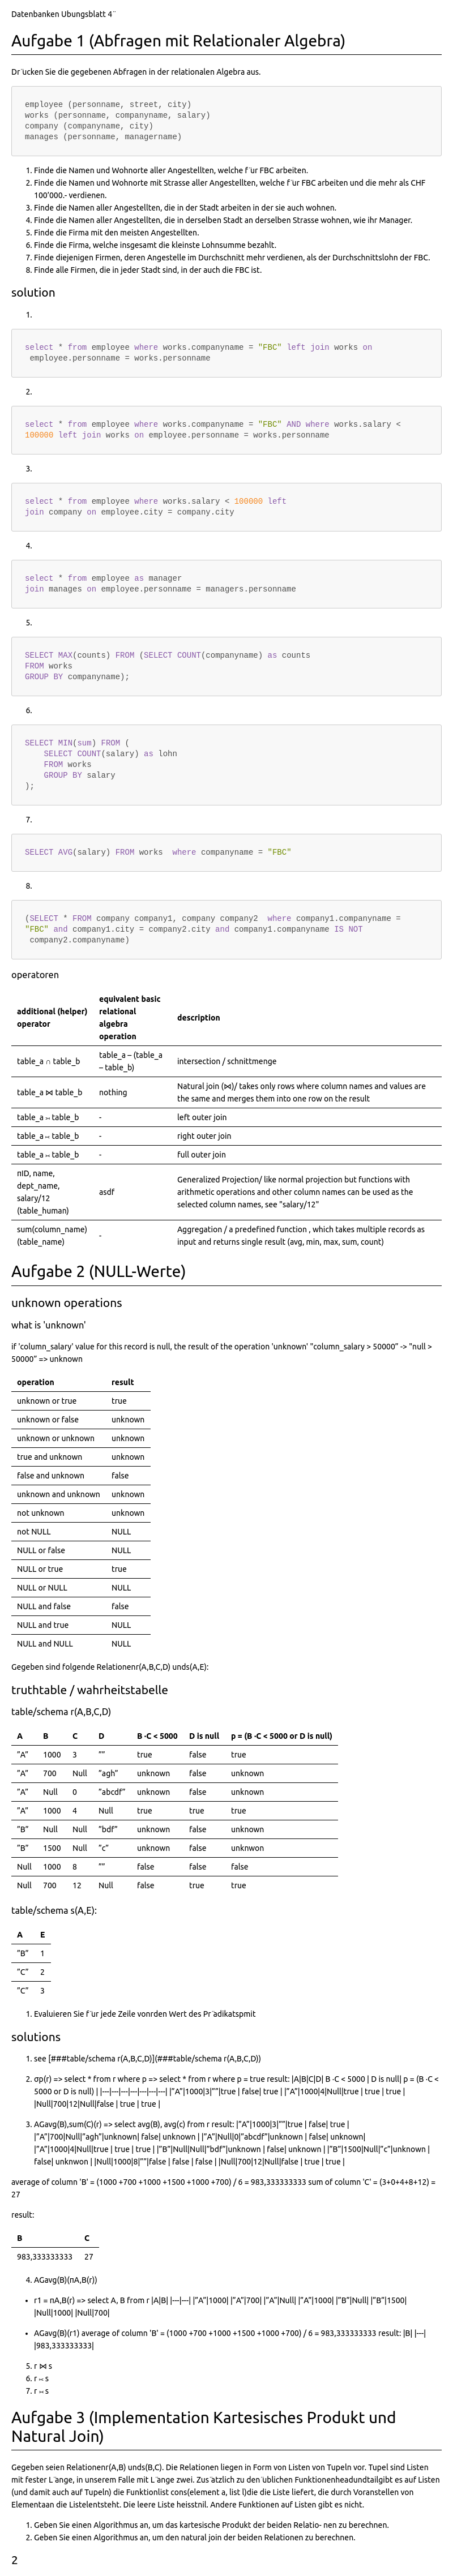 Datenbanken Ubungsblatt 4¨
Aufgabe 1 (Abfragen mit Relationaler Algebra)
Dr¨ucken Sie die gegebenen Abfragen in der relationalen Algebra aus.
employee (personname, street, city)
works (personname, companyname, salary)
company (companyname, city)
manages (personname, managername)
1. Finde die Namen und Wohnorte aller Angestellten, welche f¨ur FBC arbeiten.
2. Finde die Namen und Wohnorte mit Strasse aller Angestellten, welche f¨ur FBC arbeiten und die mehr als CHF
100'000.- verdienen.
3. Finde die Namen aller Angestellten, die in der Stadt arbeiten in der sie auch wohnen.
4. Finde die Namen aller Angestellten, die in derselben Stadt an derselben Strasse wohnen, wie ihr Manager.
5. Finde die Firma mit den meisten Angestellten.
6. Finde die Firma, welche insgesamt die kleinste Lohnsumme bezahlt.
7. Finde diejenigen Firmen, deren Angestelle im Durchschnitt mehr verdienen, als der Durchschnittslohn der FBC.
8. Finde alle Firmen, die in jeder Stadt sind, in der auch die FBC ist.
solution
1.
select * from employee where works.companyname = "FBC" left join works on
employee.personname = works.personname
2.
select * from employee where works.companyname = "FBC" AND where works.salary <
100000 left join works on employee.personname = works.personname
3.
select * from employee where works.salary < 100000 left
join company on employee.city = company.city
4.
select * from employee as manager
join manages on employee.personname = managers.personname
5.
SELECT MAX(counts) FROM (SELECT COUNT(companyname) as counts
FROM works
GROUP BY companyname);
6.
SELECT MIN(sum) FROM (
SELECT COUNT(salary) as lohn
FROM works
GROUP BY salary
);
7.
SELECT AVG(salary) FROM works where companyname = "FBC"
8.
(SELECT * FROM company company1, company company2 where company1.companyname =
"FBC" and company1.city = company2.city and company1.companyname IS NOT
company2.companyname)
operatoren
additional (helper) operator equivalent basic relational algebra operation description
table_a ∩ table_b table_a – (table_a – table_b) intersection / schnittmenge
table_a ⋈ table_b nothing Natural join (⋈)/ takes only rows where column names and values are the same and merges them into one row on the result
table_a ⟕ table_b - left outer join
table_a ⟖ table_b - right outer join
table_a ⟗ table_b - full outer join
πID, name, dept_name, salary/12 (table_human) asdf Generalized Projection/ like normal projection but functions with arithmetic operations and other column names can be used as the selected column names, see "salary/12"
sum(column_name) (table_name) - Aggregation / a predefined function , which takes multiple records as input and returns single result (avg, min, max, sum, count)
Aufgabe 2 (NULL-Werte)
unknown operations
what is 'unknown'
if 'column_salary' value for this record is null, the result of the operation 'unknown' "column_salary > 50000" -> "null >
50000" => unknown
operation result
unknown or true true
unknown or false unknown
unknown or unknown unknown
true and unknown unknown
false and unknown false
unknown and unknown unknown
not unknown unknown
not NULL NULL
NULL or false NULL
NULL or true true
NULL or NULL NULL
NULL and false false
NULL and true NULL
NULL and NULL NULL
Gegeben sind folgende Relationenr(A,B,C,D) unds(A,E):
truthtable / wahrheitstabelle
table/schema r(A,B,C,D)
A B C D B -C < 5000 D is null p = (B -C < 5000 or D is null)
"A" 1000 3 "" true false true
"A" 700 Null "agh" unknown false unknown
"A" Null 0 "abcdf" unknown false unknown
"A" 1000 4 Null true true true
"B" Null Null "bdf" unknown false unknown
"B" 1500 Null "c" unknown false unknwon
Null 1000 8 "" false false false
Null 700 12 Null false true true
table/schema s(A,E):
A E
"B" 1
"C" 2
"C" 3
1. Evaluieren Sie f¨ur jede Zeile vonrden Wert des Pr¨adikatspmit
solutions
1. see [###table/schema r(A,B,C,D)](###table/schema r(A,B,C,D))
2. σp(r) => select * from r where p => select * from r where p = true result: |A|B|C|D| B -C < 5000 | D is null| p = (B -C <
5000 or D is null) | |---|---|---|---|---|---|---| |"A"|1000|3|""|true | false| true | |"A"|1000|4|Null|true | true | true |
|Null|700|12|Null|false | true | true |
3. AGavg(B),sum(C)(r) => select avg(B), avg(c) from r result: |"A"|1000|3|""|true | false| true |
|"A"|700|Null|"agh"|unknown| false| unknown | |"A"|Null|0|"abcdf"|unknown | false| unknown|
|"A"|1000|4|Null|true | true | true | |"B"|Null|Null|"bdf"|unknown | false| unknown | |"B"|1500|Null|"c"|unknown |
false| unknwon | |Null|1000|8|""|false | false | false | |Null|700|12|Null|false | true | true |
average of column 'B' = (1000 +700 +1000 +1500 +1000 +700) / 6 = 983,333333333 sum of column 'C' = (3+0+4+8+12) =
27
result:
B C
983,333333333 27
4. AGavg(B)(πA,B(r))
r1 = πA,B(r) => select A, B from r |A|B| |---|---| |"A"|1000| |"A"|700| |"A"|Null| |"A"|1000| |"B"|Null| |"B"|1500|
|Null|1000| |Null|700|
AGavg(B)(r1) average of column 'B' = (1000 +700 +1000 +1500 +1000 +700) / 6 = 983,333333333 result: |B| |---|
|983,333333333|
5. r ⋈ s
6. r ⟕ s
7. r ⟗ s
Aufgabe 3 (Implementation Kartesisches Produkt und
Natural Join)
Gegeben seien Relationenr(A,B) unds(B,C). Die Relationen liegen in Form von Listen von Tupeln vor. Tupel sind Listen
mit fester L¨ange, in unserem Falle mit L¨ange zwei. Zus¨atzlich zu den¨ublichen Funktionenheadundtailgibt es auf Listen
(und damit auch auf Tupeln) die Funktionlist cons(element a, list l)die die Liste liefert, die durch Voranstellen von
Elementaan die Listelentsteht. Die leere Liste heisstnil. Andere Funktionen auf Listen gibt es nicht.
1. Geben Sie einen Algorithmus an, um das kartesische Produkt der beiden Relatio- nen zu berechnen.
2. Geben Sie einen Algorithmus an, um den natural join der beiden Relationen zu berechnen.
2